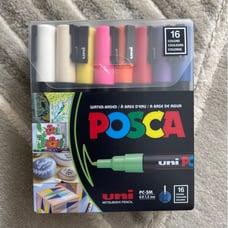 16
COLORS
COULEURS
COLORES
WATER-BASED / À BASE D'EAU / A BASE DE AGUA
POSCA
uni P
uni
MITSUBISHI PENCIL
PC-5M
16